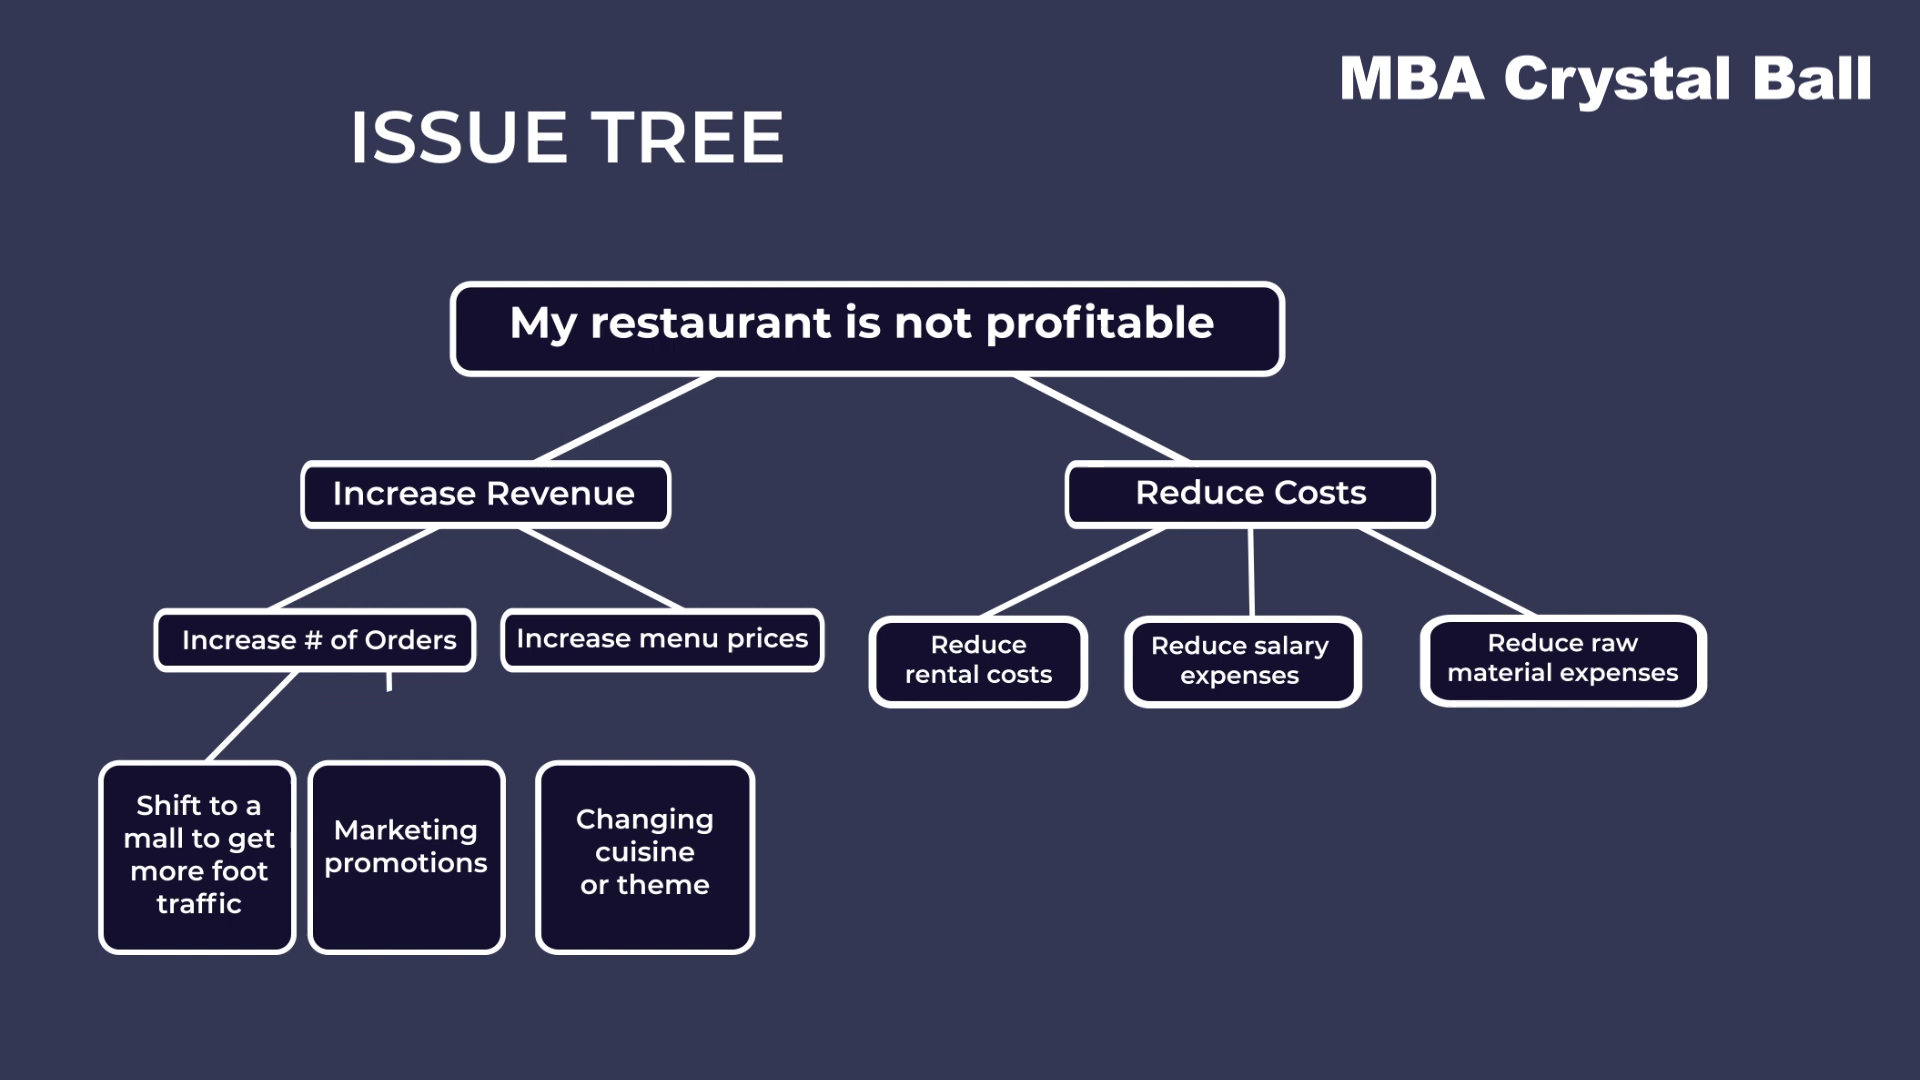 MBA Crystal Ball
ISSUE TREE
My restaurant is not profitable
Increase Revenue
Reduce Costs
Increase # of Orders
Increase menu prices
Reduce
rental costs
Reduce salary
expenses
Reduce raw
material expenses
Shift to a
mall to get
more foot
traffic
Marketing
promotions
Changing
cuisine
or theme